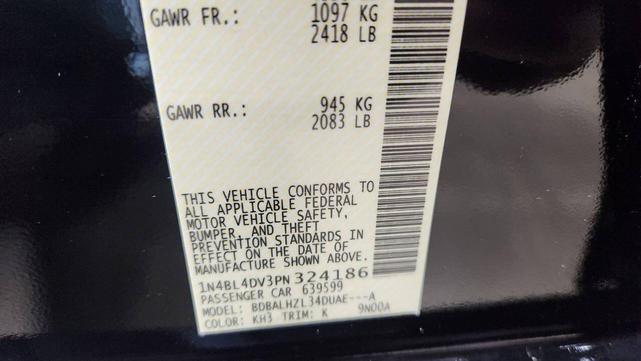 GAWR FR.: 1097 KG
2418 LB
GAWR RR.: 945 KG
2083 LB
THIS VEHICLE CONFORMS TO
ALL APPLICABLE FEDERAL
MOTOR VEHICLE SAFETY,
BUMPER, AND THEFT
PREVENTION STANDARDS IN
EFFECT ON THE DATE OF
MANUFACTURE SHOWN ABOVE.
1N4BL4DV3PN324186
PASSENGER CAR 639599
MODEL: BDBALHZL34DUAE---A
COLOR: KH3 TRIM: K 9N00A